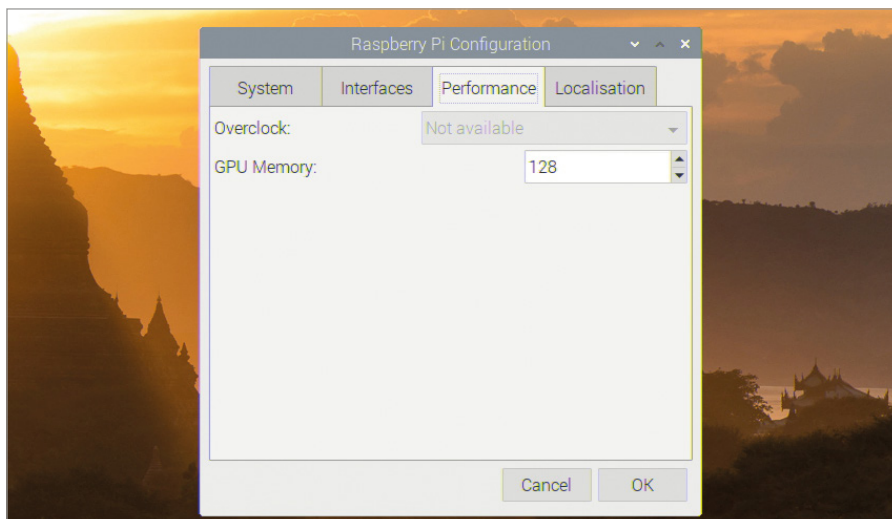 Raspberry Pi Configuration
System Interfaces Performance Localisation
Overclock: Not available
GPU Memory: 128
Cancel OK